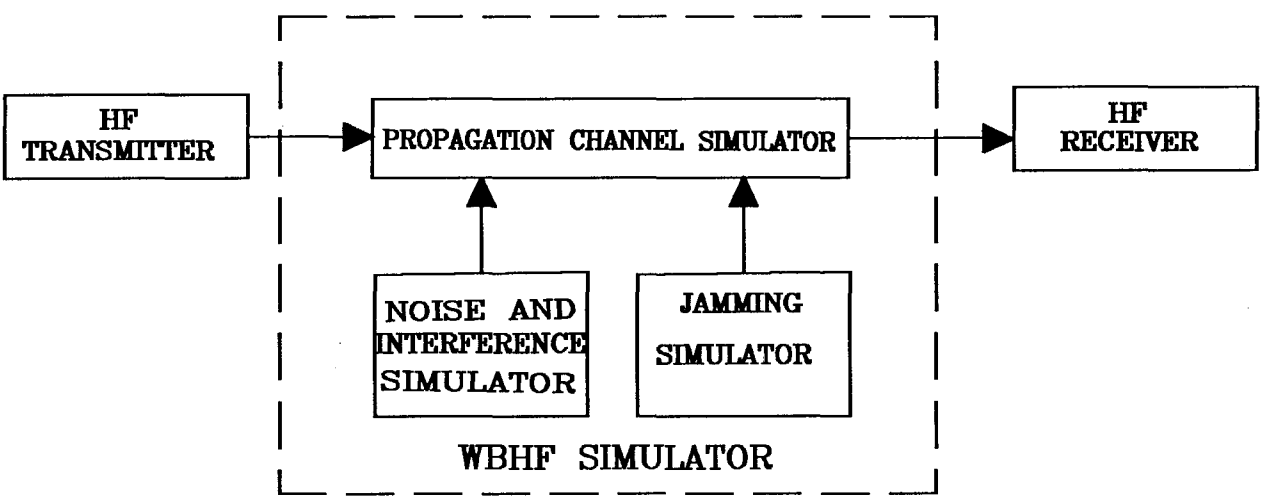 HF
TRANSMITTER
PROPAGATION CHANNEL SIMULATOR
HF
RECEIVER
NOISE AND
INTERFERENCE
SIMULATOR
JAMMING
SIMULATOR
WBHF SIMULATOR